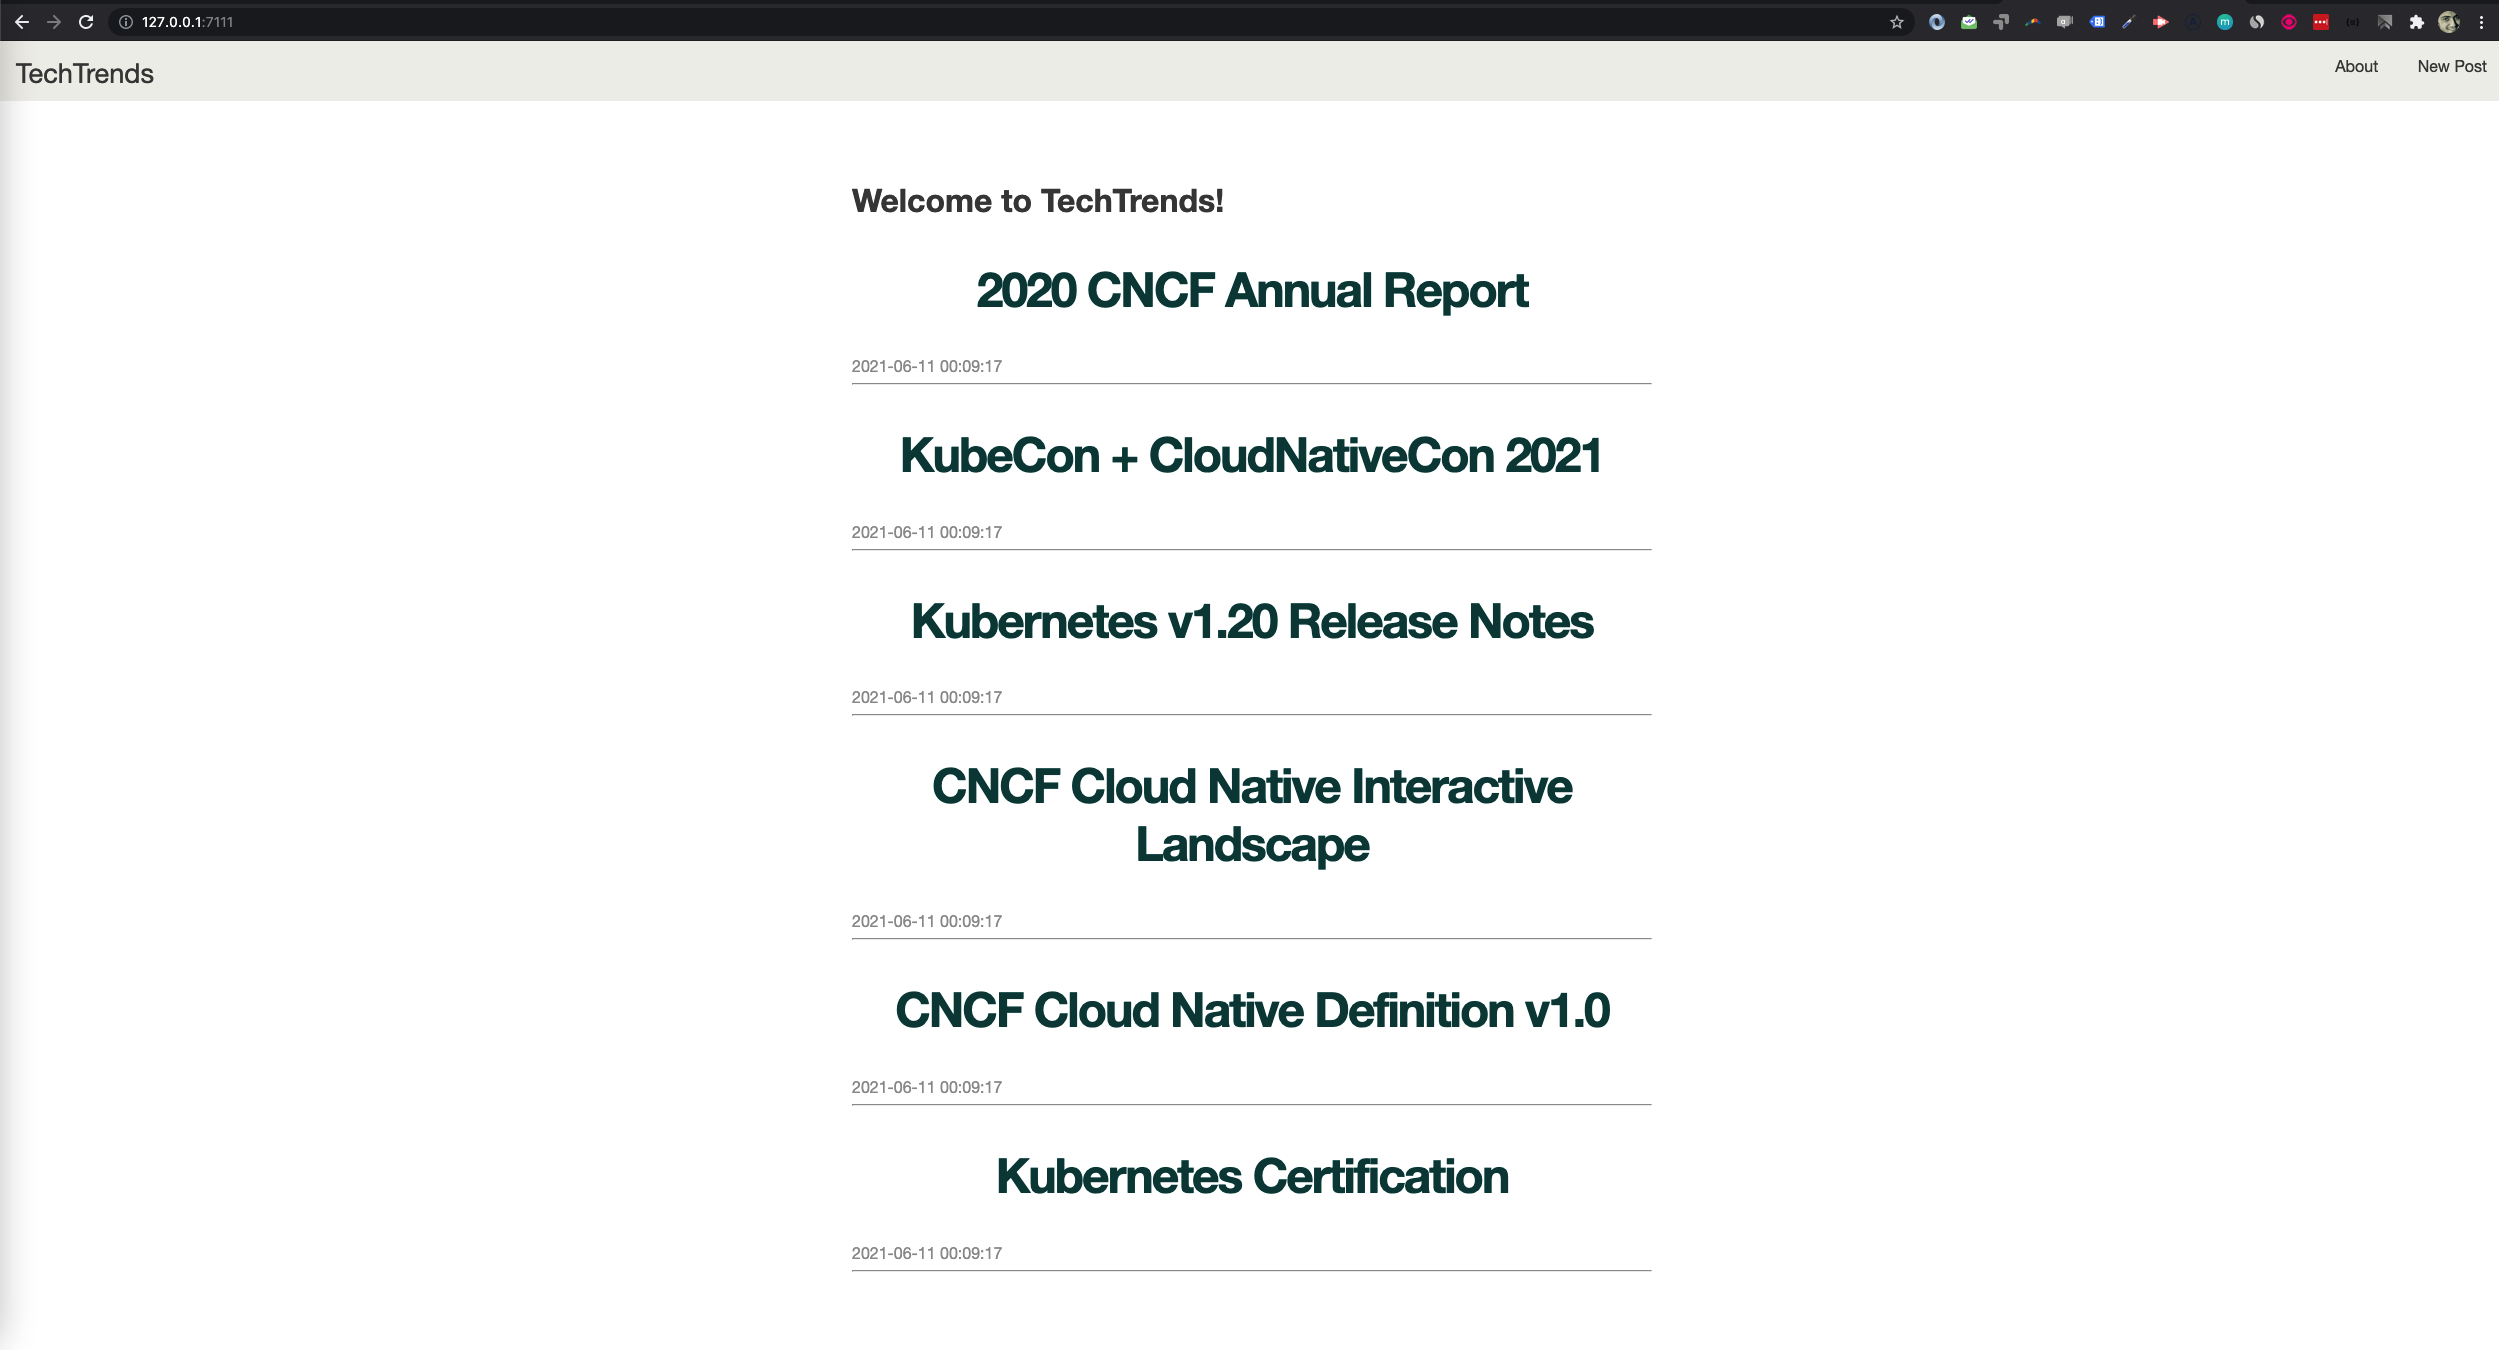 127.0.0.1:7111
TechTrends
About
New Post
Welcome to TechTrends!
2020 CNCF Annual Report
2021-06-11 00:09:17
KubeCon + CloudNativeCon 2021
2021-06-11 00:09:17
Kubernetes v1.20 Release Notes
2021-06-11 00:09:17
CNCF Cloud Native Interactive
Landscape
2021-06-11 00:09:17
CNCF Cloud Native Definition v1.0
2021-06-11 00:09:17
Kubernetes Certification
2021-06-11 00:09:17